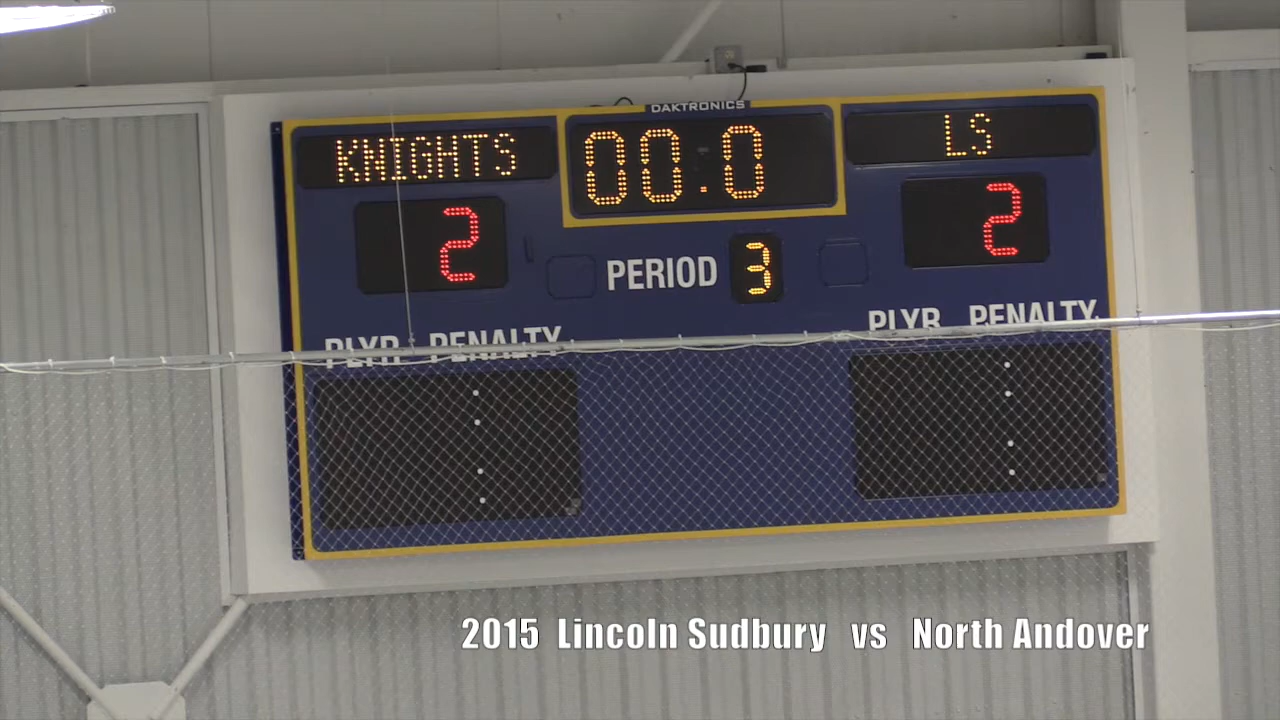 DAKTRONICS
KNIGHTS 00.0 LS
2 PERIOD 3 2
PLYR PENALTY PLYR PENALTY
2015 Lincoln Sudbury vs North Andover